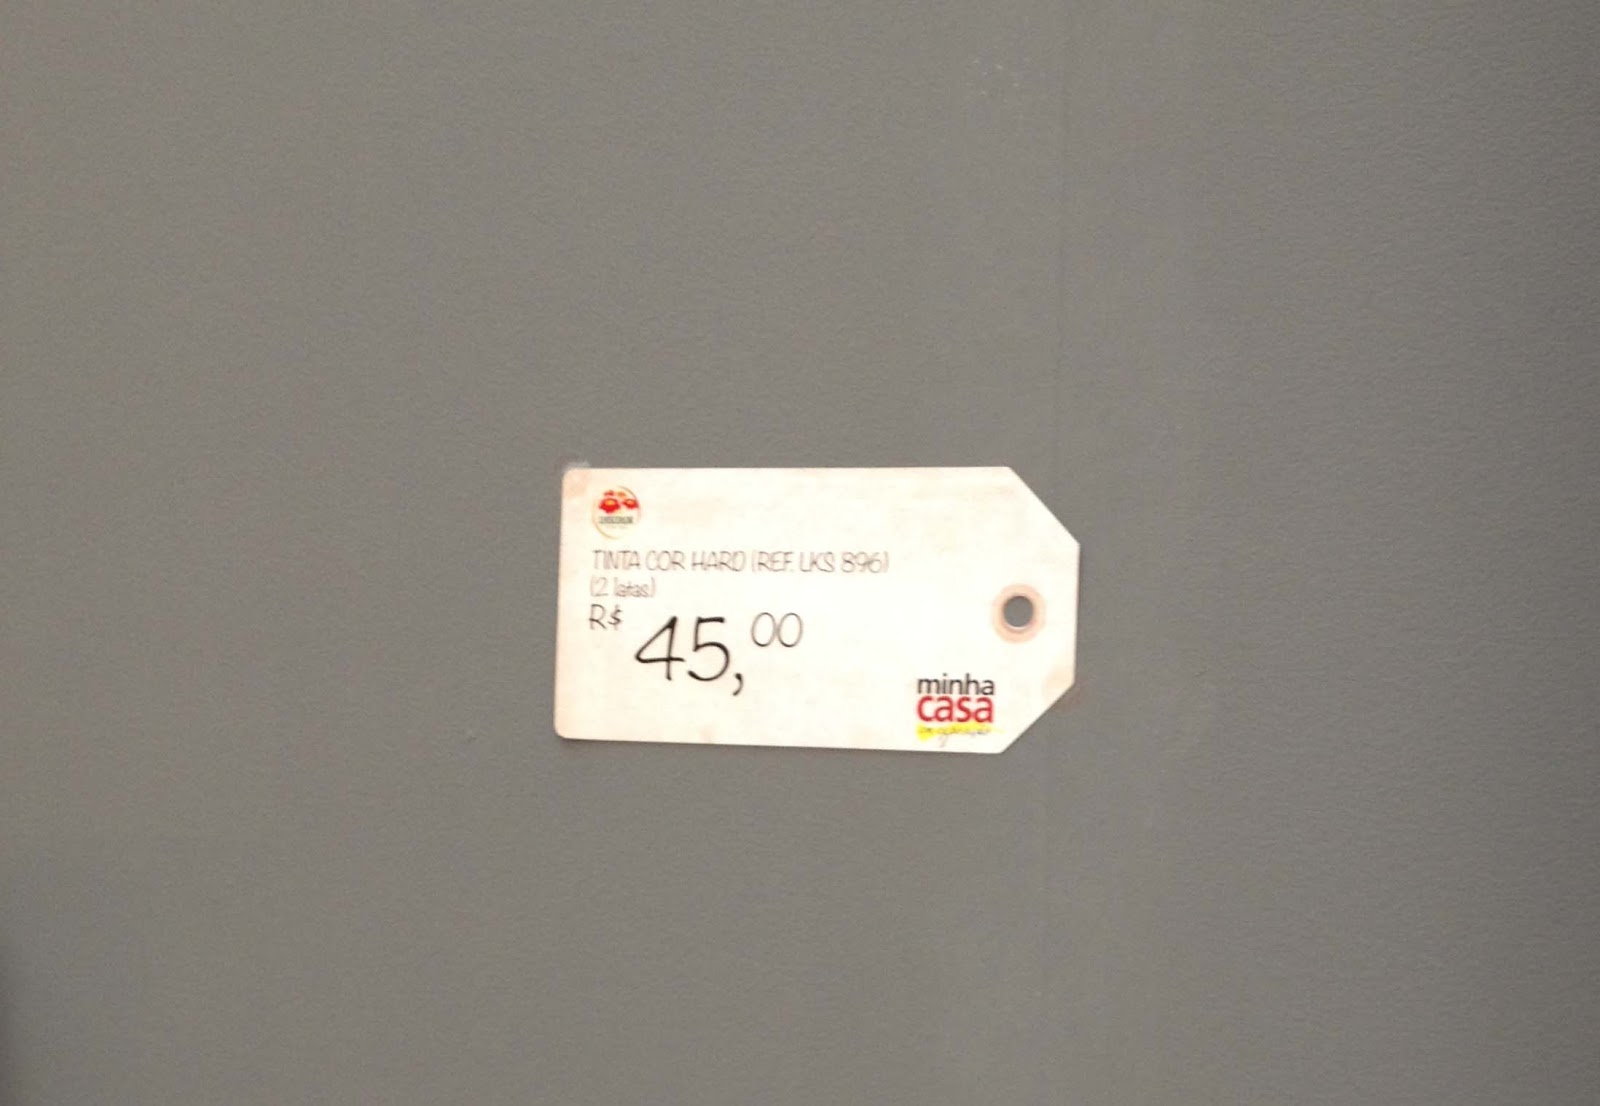 TINTA COR HARD (REF. LKS 896)
(2 latas)
R$ 45,00
minha
casa